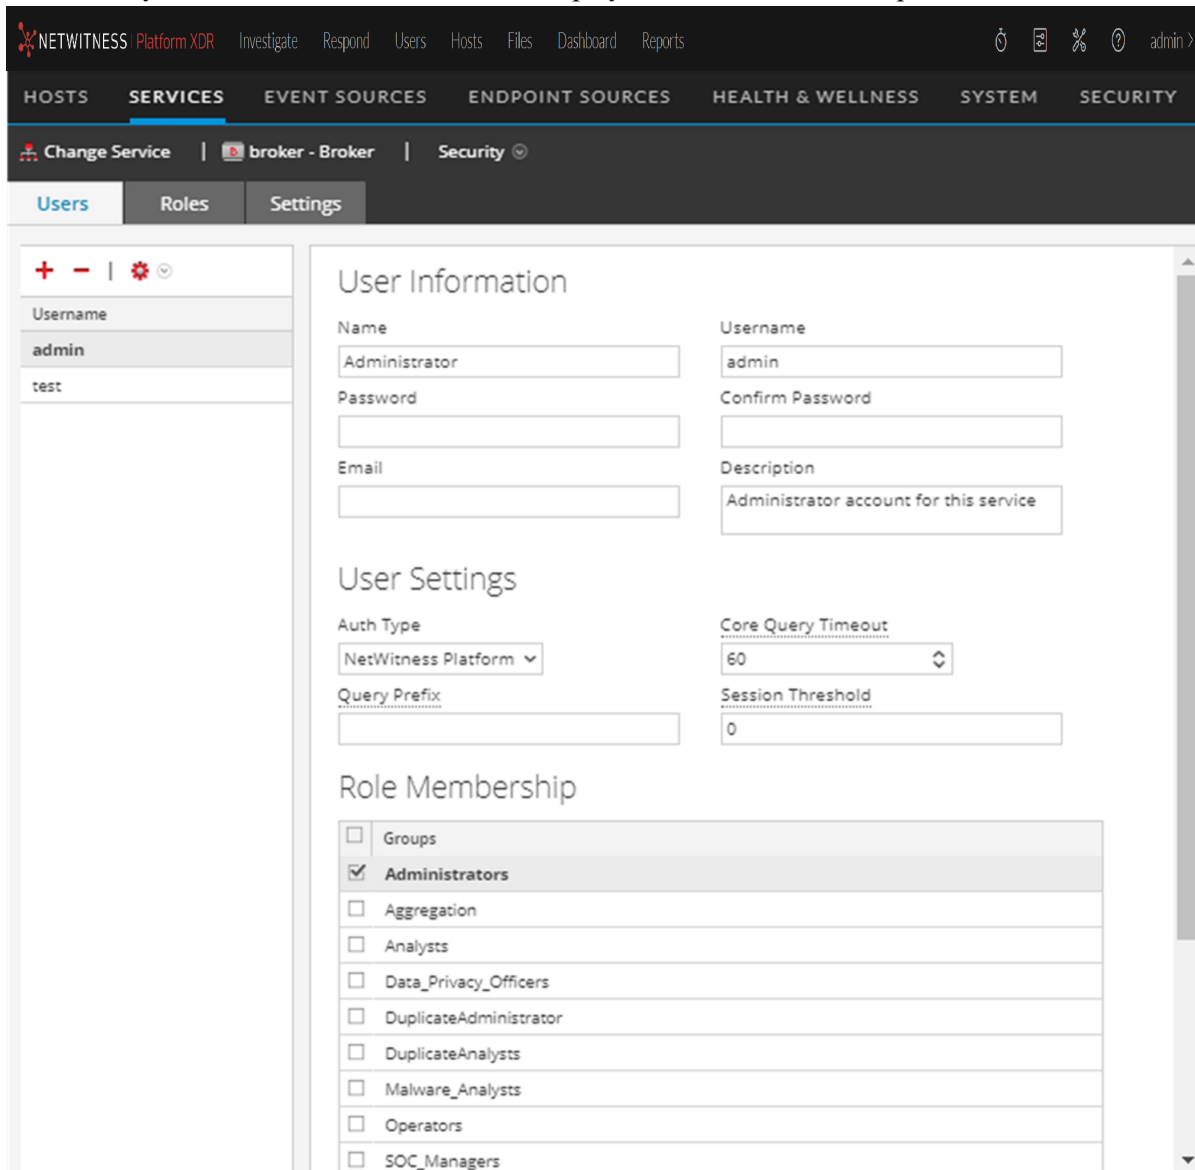 NETWITNESS Platform XDR Investigate Respond Users Hosts Files Dashboard Reports admin >
HOSTS SERVICES EVENT SOURCES ENDPOINT SOURCES HEALTH & WELLNESS SYSTEM SECURITY
Change Service | broker - Broker | Security
Users Roles Settings
User Information
Username
Name Username
admin
Administrator admin
test
Password Confirm Password
Email Description
Administrator account for this service
User Settings
Auth Type Core Query Timeout
NetWitness Platform 60
Query Prefix Session Threshold
0
Role Membership
Groups
Administrators
Aggregation
Analysts
Data_Privacy_Officers
DuplicateAdministrator
DuplicateAnalysts
Malware_Analysts
Operators
SOC_Managers